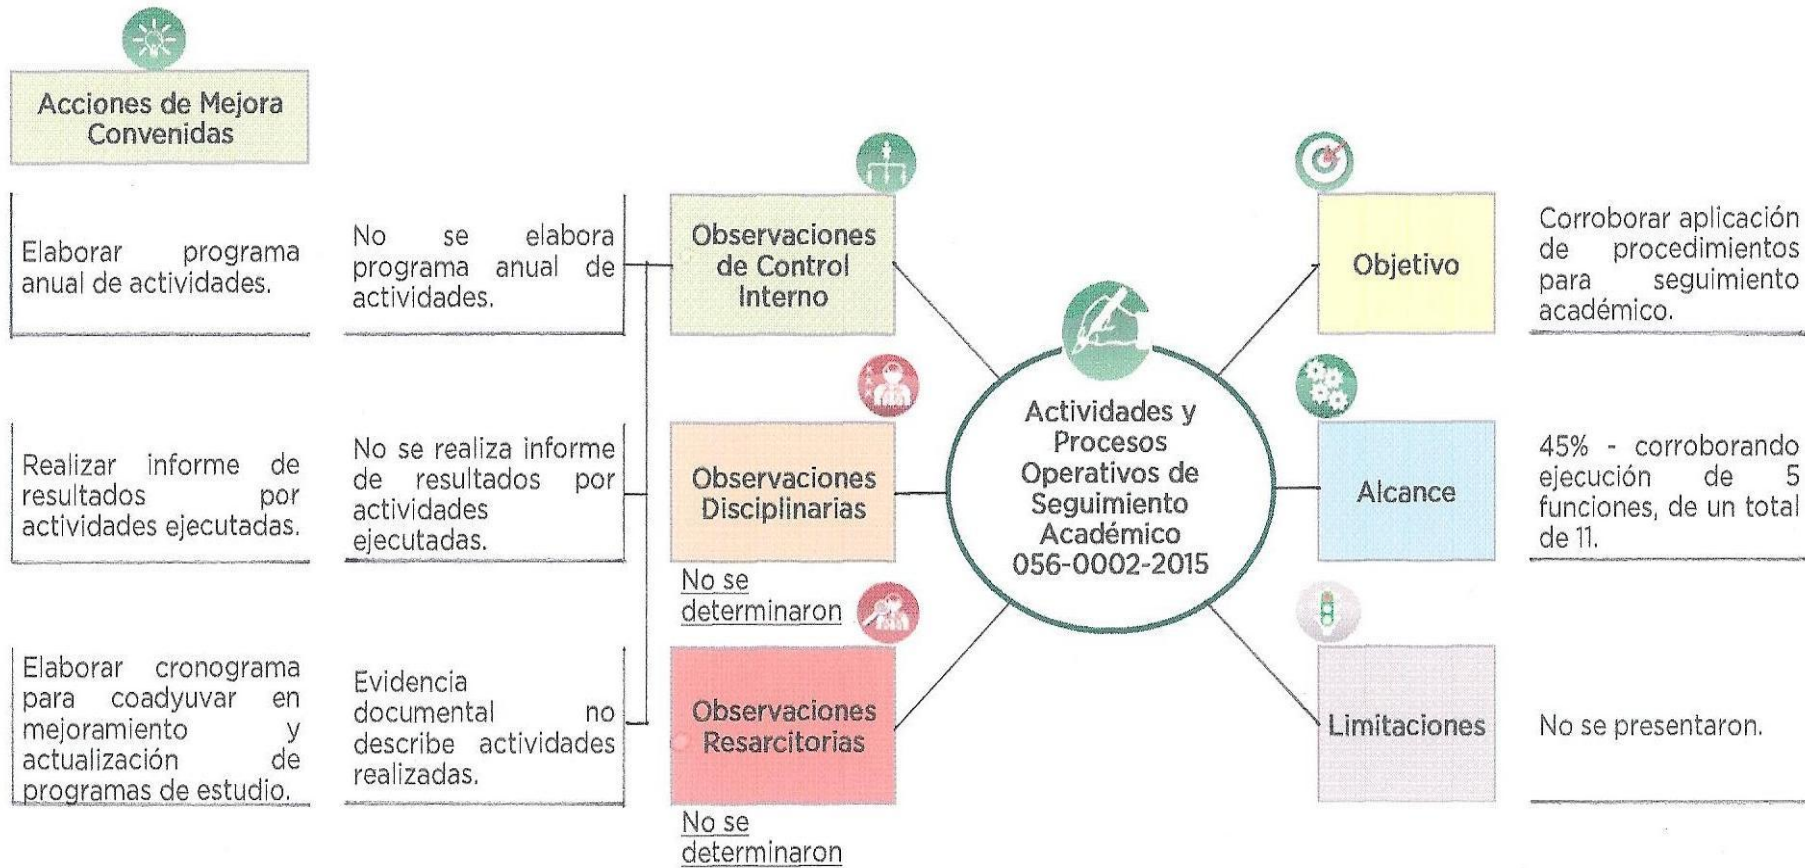 Acciones de Mejora
Convenidas
Elaborar programa
anual de actividades.
No se elabora
programa anual de
actividades.
Observaciones
de Control
Interno
Objetivo
Corroborar aplicación
de procedimientos
para seguimiento
académico.
Realizar informe de
resultados por
actividades ejecutadas.
No se realiza informe
de resultados por
actividades
ejecutadas.
Observaciones
Disciplinarias
No se
determinaron
Actividades y
Procesos
Operativos de
Seguimiento
Académico
056-0002-2015
Alcance
45% - corroborando
ejecución de 5
funciones, de un total
de 11.
Elaborar cronograma
para coadyuvar en
mejoramiento y
actualización de
programas de estudio.
Evidencia
documental no
describe actividades
realizadas.
Observaciones
Resarcitorias
No se
determinaron
Limitaciones
No se presentaron.